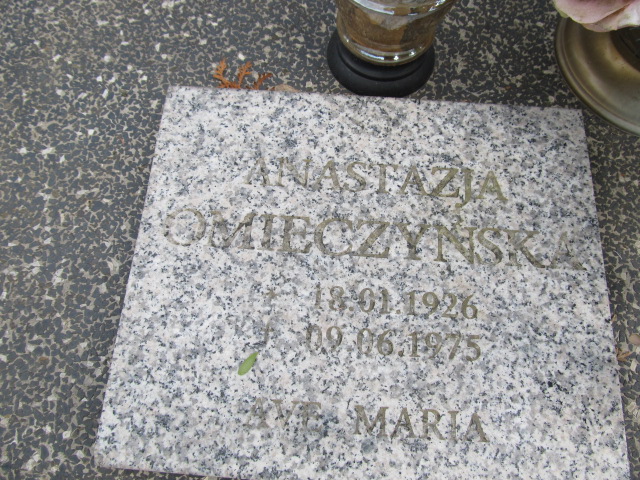 ANASTAZJA
OMIECZYŃSKA
* 18.01.1926
† 09.06.1975
AVE MARIA